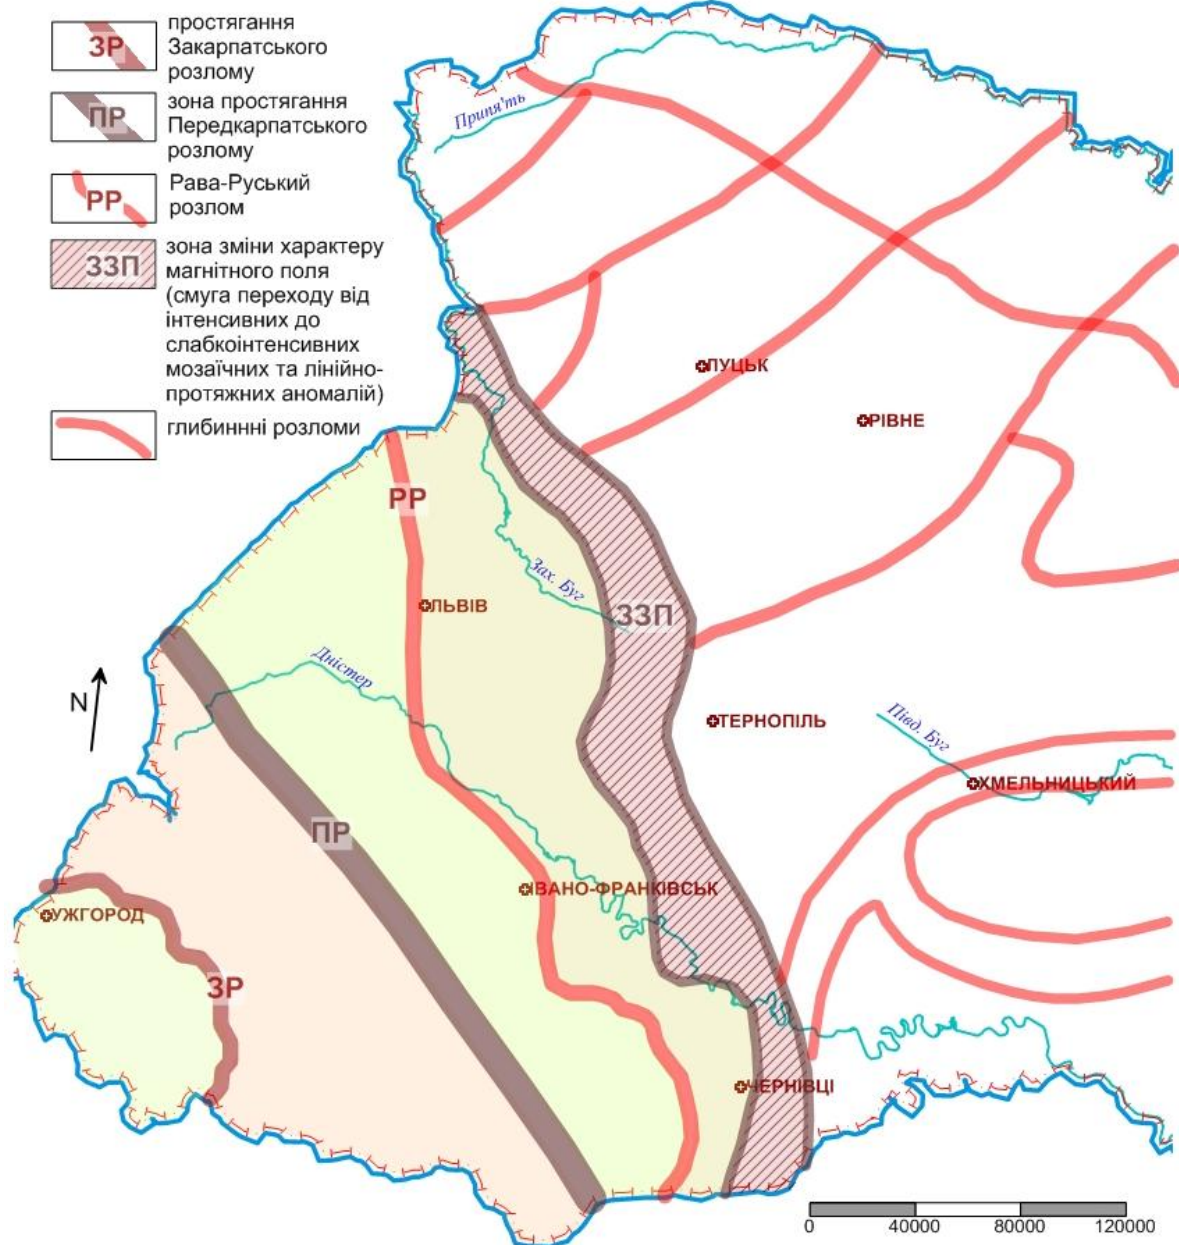 ЗР
простягання
Закарпатського
розлому
ПР
зона простягання
Передкарпатського
розлому
РР
Рава-Руський
розлом
ЗЗП
зона зміни характеру
магнітного поля
(смуга переходу від
інтенсивних до
слабкоінтенсивних
мозаїчних та лінійно-
протяжних аномалій)
глибиннні розломи
Прип'ять
ЛУЦЬК
РІВНЕ
РР
Зах. Буг
ЛЬВІВ
ЗЗП
Дністер
N
ТЕРНОПІЛЬ
Півд. Буг
ХМЕЛЬНИЦЬКИЙ
ПР
ІВАНО-ФРАНКІВСЬК
УЖГОРОД
ЗР
ЧЕРНІВЦІ
0 40000 80000 120000